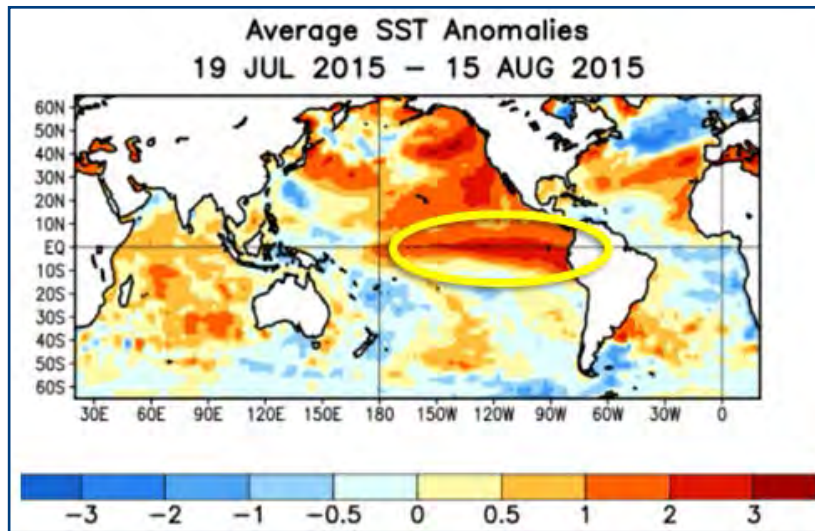 Average SST Anomalies
19 JUL 2015 – 15 AUG 2015
60N
50N
40N
30N
20N
10N
EQ
10S
20S
30S
40S
50S
60S
30E 60E 90E 120E 150E 180 150W 120W 90W 60W 30W 0
-3 -2 -1 -0.5 0 0.5 1 2 3